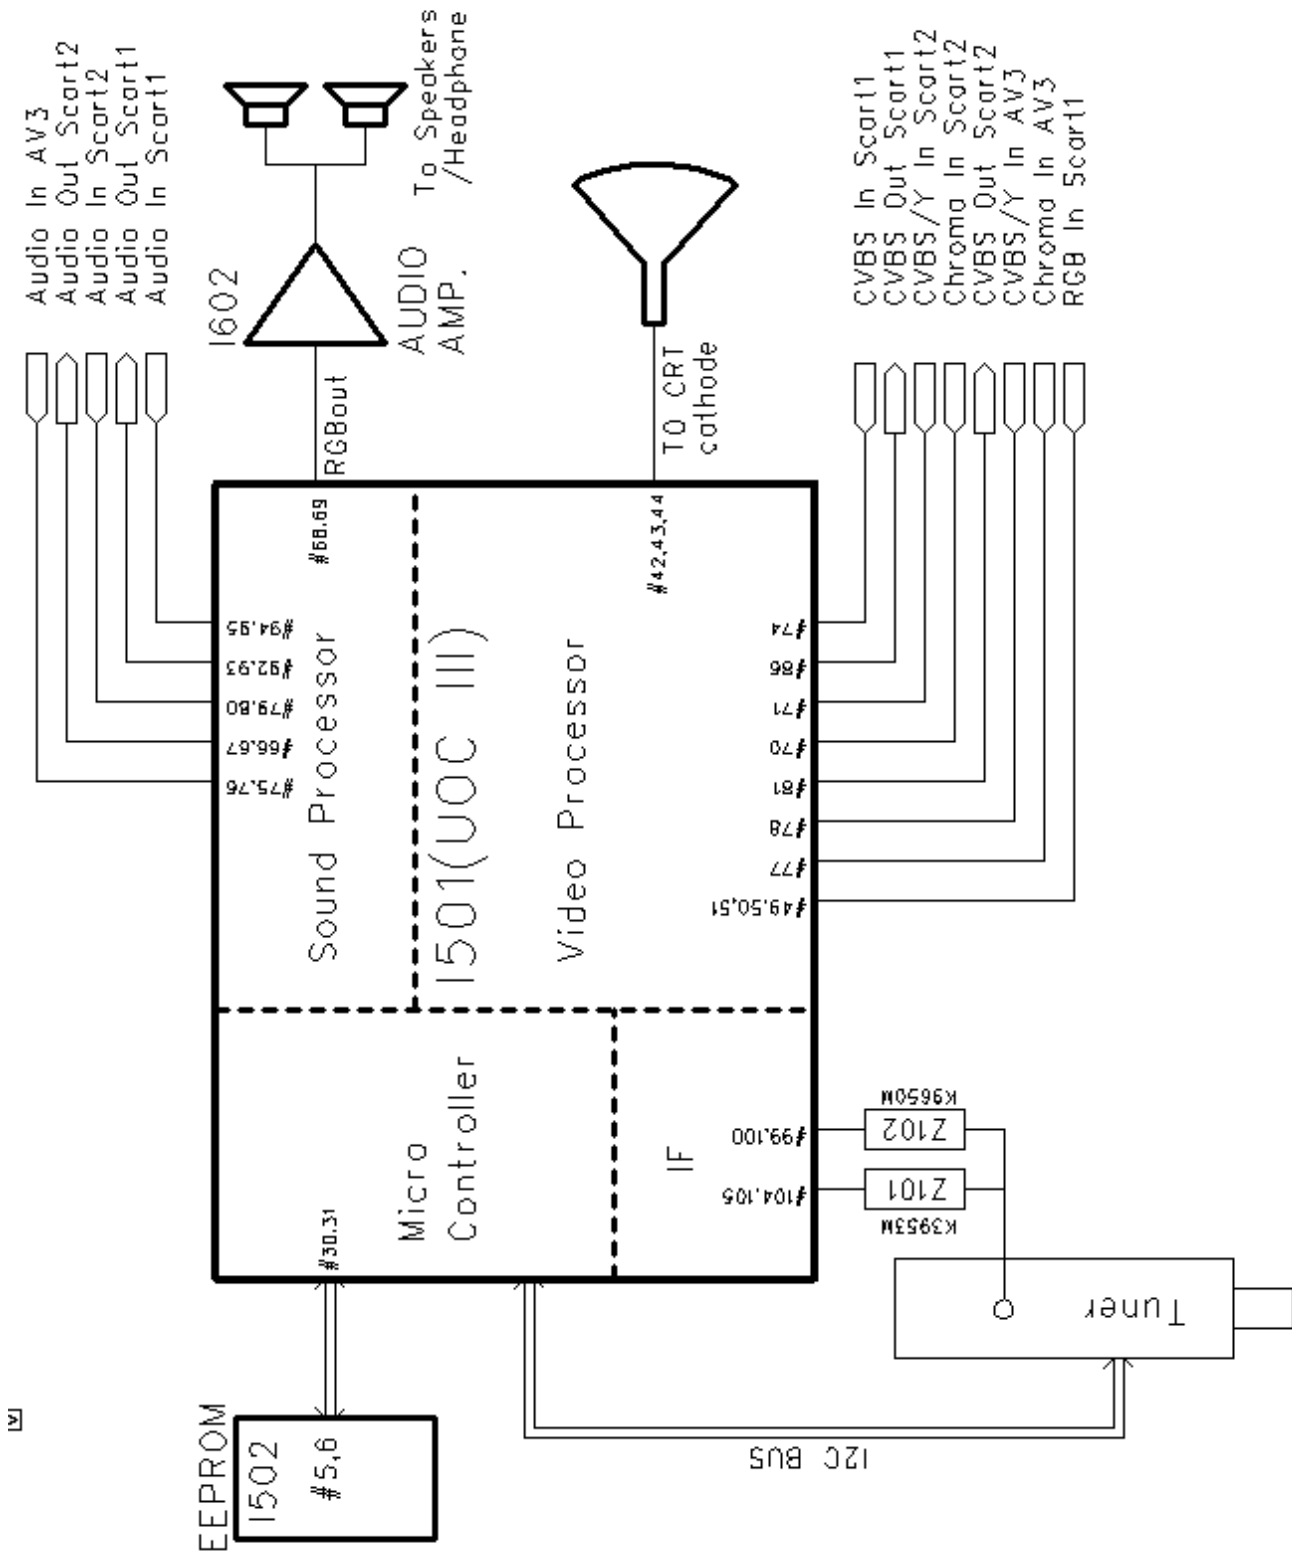 Audio In AV3
Audio Out Scart2
Audio In Scart2
Audio Out Scart1
Audio In Scart1
I602
AUDIO
AMP.
To Speakers
/Headphone
RGBout
TO CRT
cathode
CVBS In Scart1
CVBS Out Scart1
CVBS/Y In Scart2
Chroma In Scart2
CVBS Out Scart2
CVBS/Y In AV3
Chroma In AV3
RGB In Scart1
#68.69
#42,43,44
#94.95
#92.93
#79.80
#66.67
#75.76
Sound Processor
I501(UOC III)
Video Processor
#74
#86
#71
#70
#81
#78
#77
#49.50,51
Micro
Controller
#30.31
IF
#99.100
#104.105
Z102
K9650M
Z101
K3953M
Tuner
I2C BUS
EEPROM
I502
#5,6